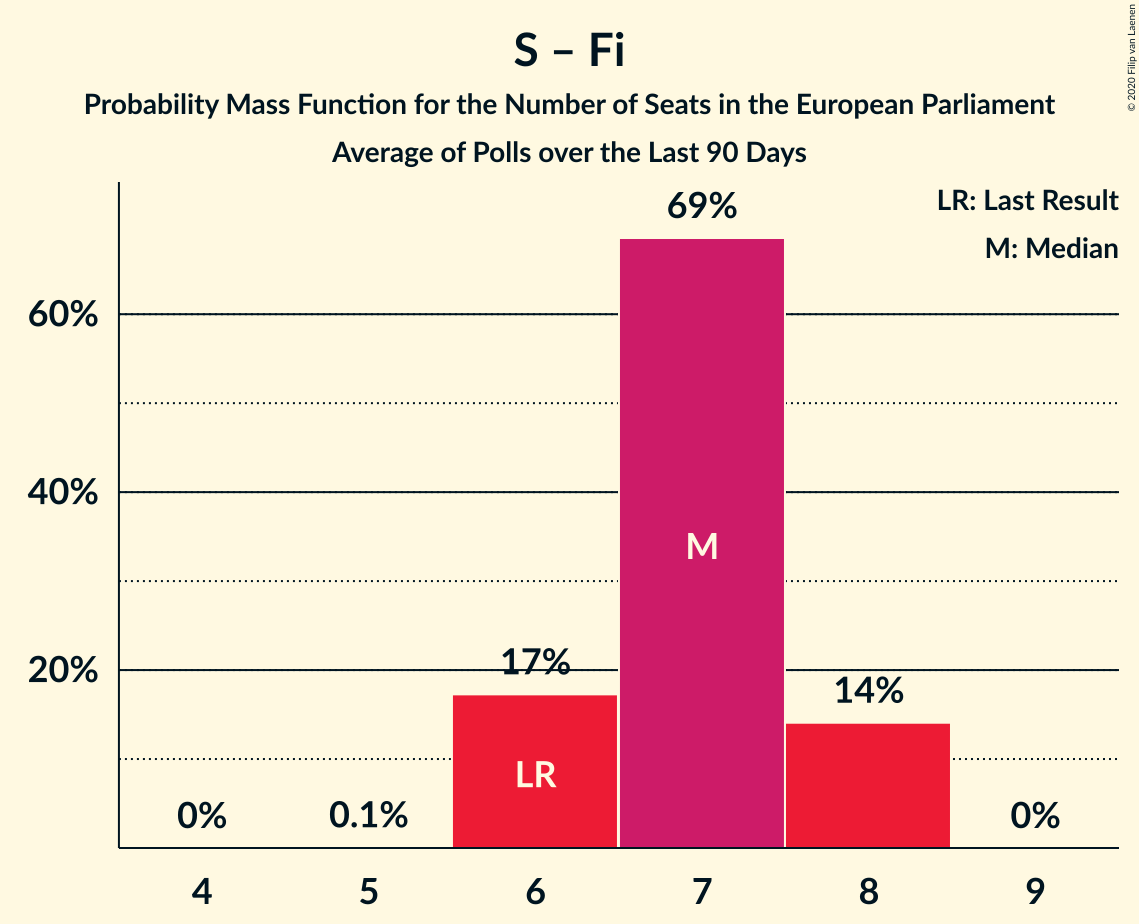 S – Fi
Probability Mass Function for the Number of Seats in the European Parliament
Average of Polls over the Last 90 Days
© 2020 Filip van Laenen
LR: Last Result
M: Median
69%
60%
40%
20%
17%
14%
M
LR
0%
0.1%
0%
4 5 6 7 8 9